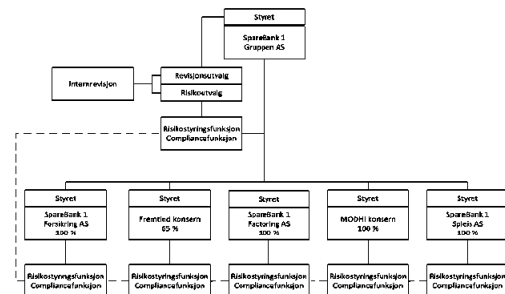 Styret
SpareBank 1
Gruppen AS
Internrevisjon
Revisjonsutvalg
Risikoutvalg
Risikostyringsfunksjon
Compliancefunksjon
Styret
SpareBank 1
Forsikring AS
100 %
Styret
Fremtind konsern
65 %
Styret
SpareBank 1
Factoring AS
100 %
Styret
MODHI konsern
100 %
Styret
SpareBank 1
Spleis AS
100 %
Risikostyringsfunksjon
Compliancefunksjon
Risikostyringsfunksjon
Compliancefunksjon
Risikostyringsfunksjon
Compliancefunksjon
Risikostyringsfunksjon
Compliancefunksjon
Risikostyringsfunksjon
Compliancefunksjon